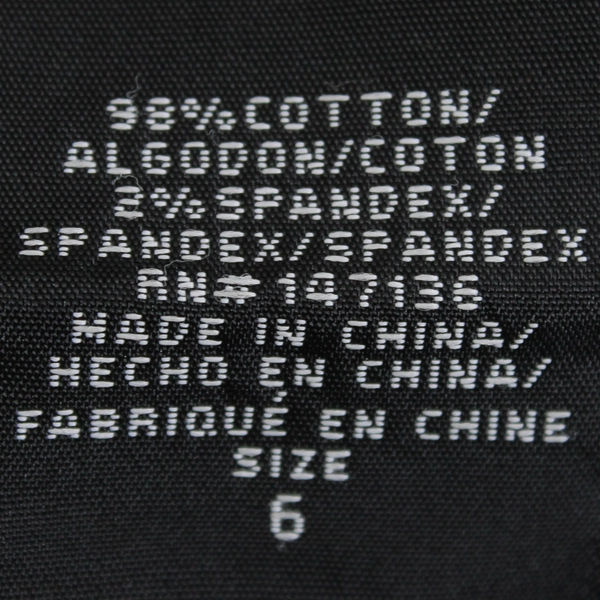 98%COTTON/
ALGODON/COTON
2%SPANDEX/
SPANDEX/SPANDEX
RN#147136
MADE IN CHINA/
HECHO EN CHINA/
FABRIQUÉ EN CHINE
SIZE
6